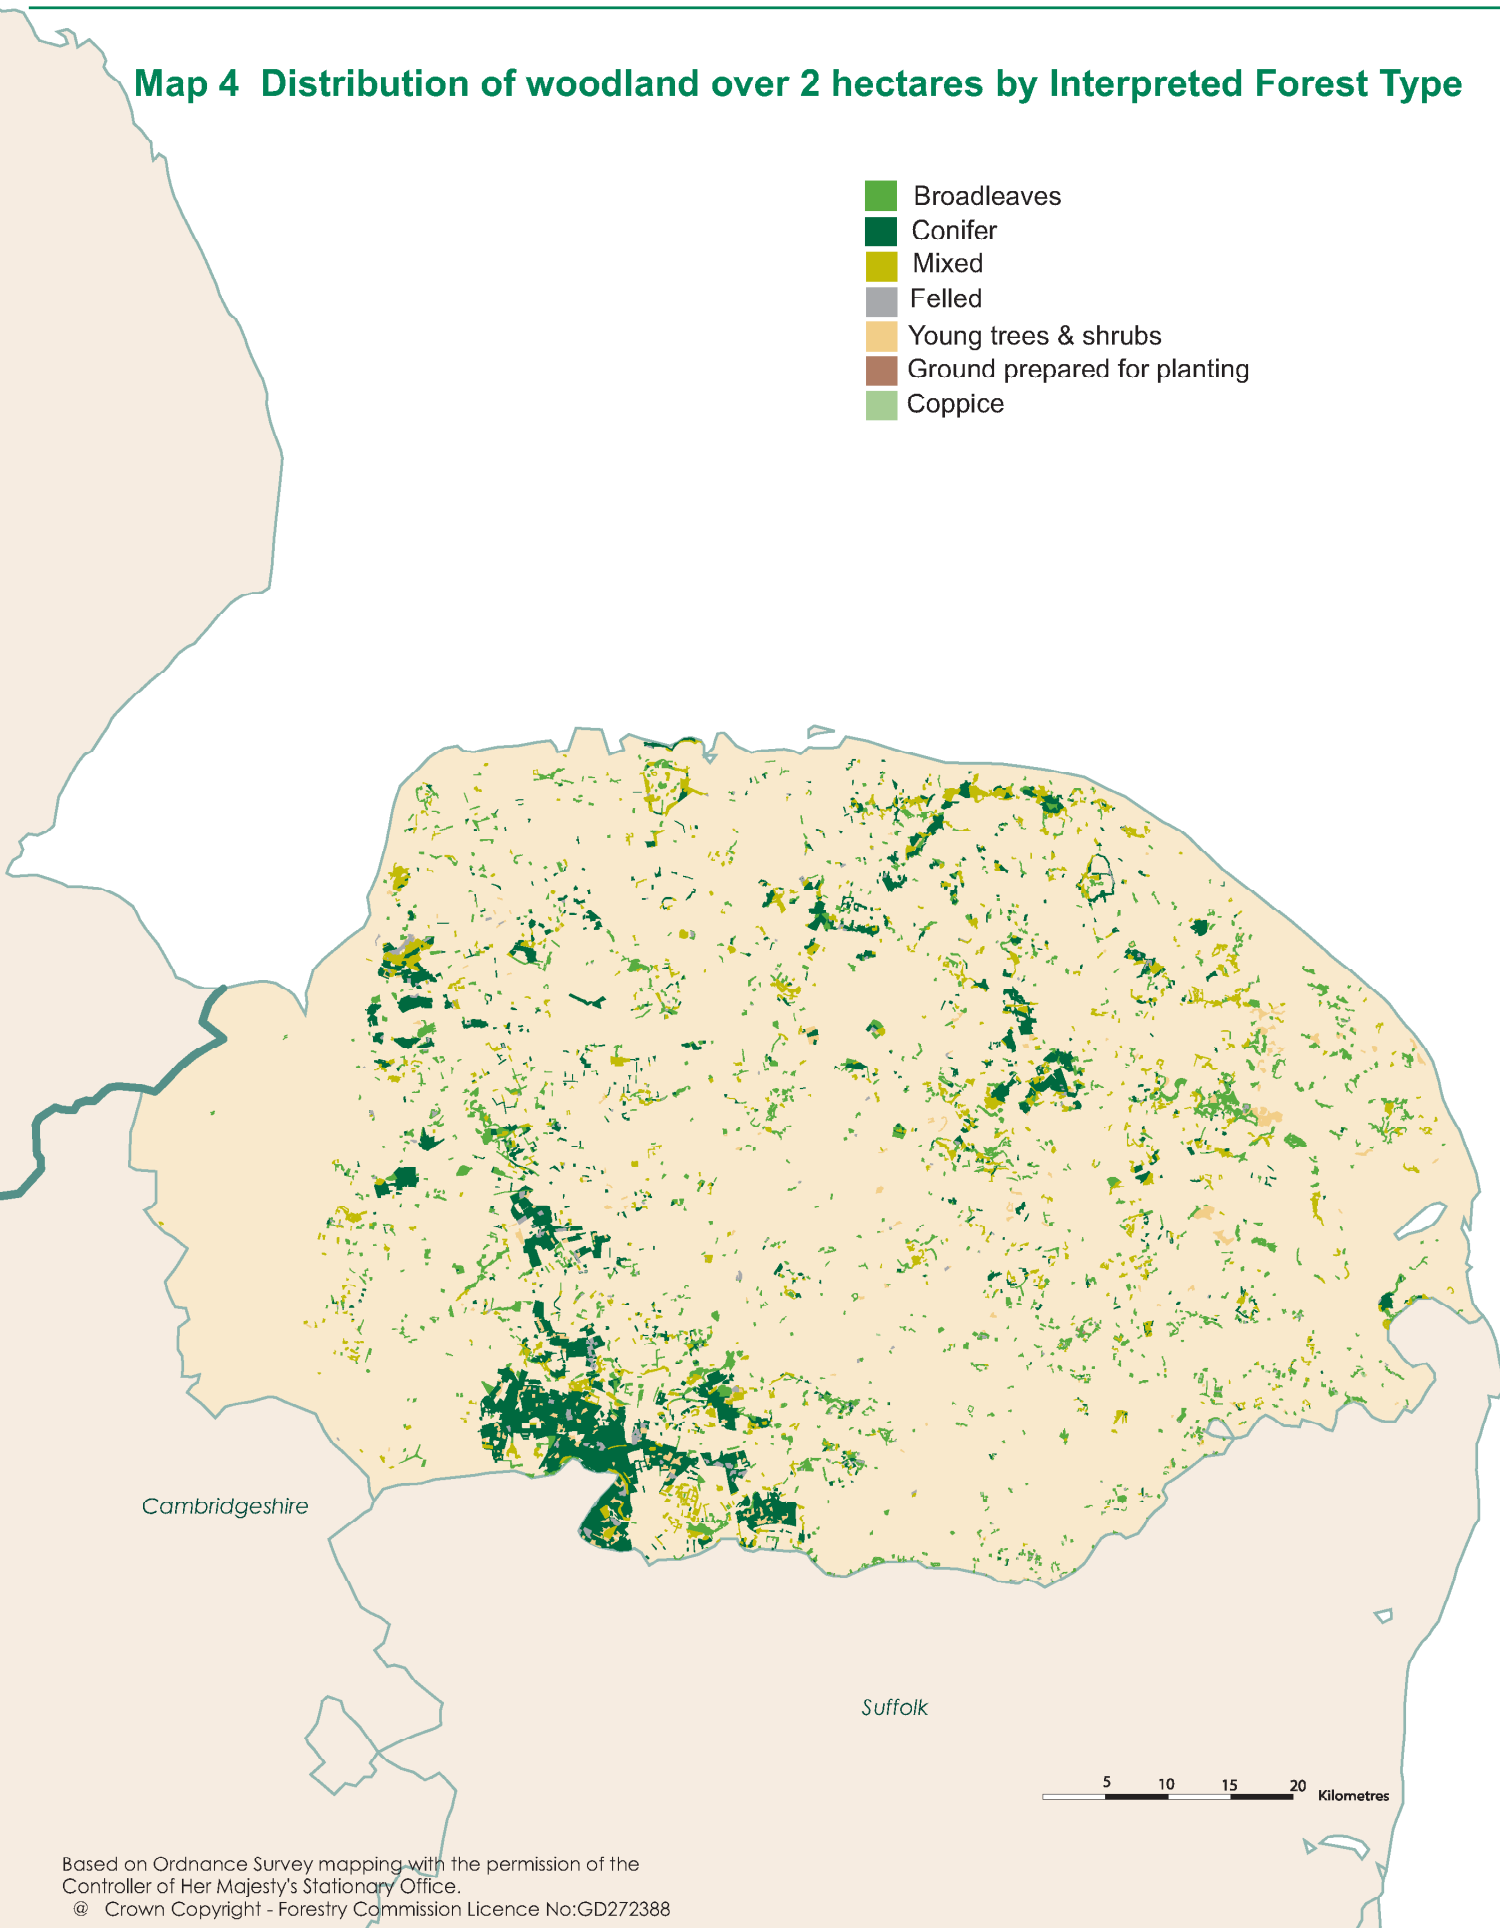 Map 4 Distribution of woodland over 2 hectares by Interpreted Forest Type
Broadleaves
Conifer
Mixed
Felled
Young trees & shrubs
Ground prepared for planting
Coppice
Cambridgeshire
Suffolk
5 10 15 20 Kilometres
Based on Ordnance Survey mapping with the permission of the
Controller of Her Majesty's Stationary Office.
@ Crown Copyright - Forestry Commission Licence No:GD272388